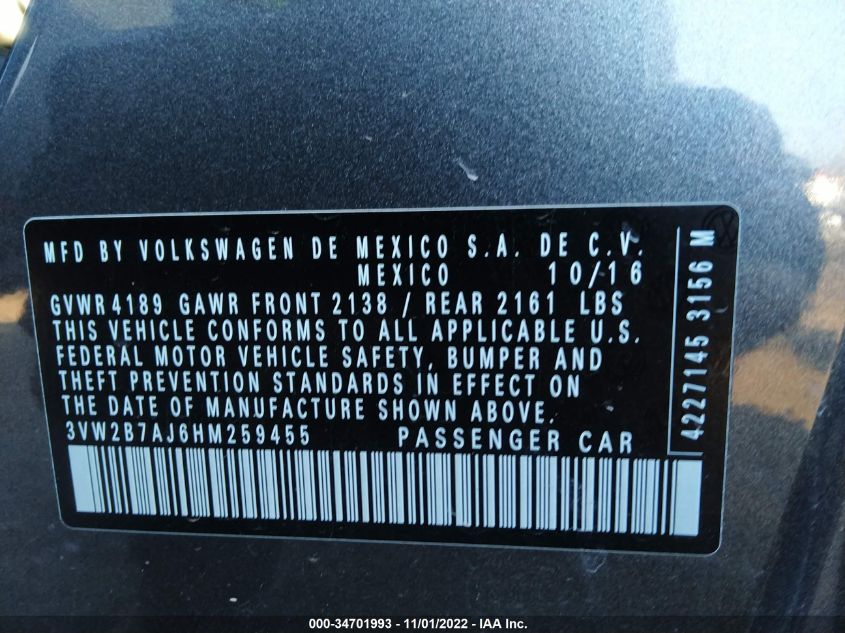 MFD BY VOLKSWAGEN DE MEXICO S.A. DE C.V.
MEXICO 10/16
GVWR 4189 GAWR FRONT 2138 / REAR 2161 LBS
THIS VEHICLE CONFORMS TO ALL APPLICABLE U.S.
FEDERAL MOTOR VEHICLE SAFETY, BUMPER AND
THEFT PREVENTION STANDARDS IN EFFECT ON
THE DATE OF MANUFACTURE SHOWN ABOVE.
3VW2B7AJ6HM259455 PASSENGER CAR
4227145 3156 M
000-34701993 - 11/01/2022 - IAA Inc.